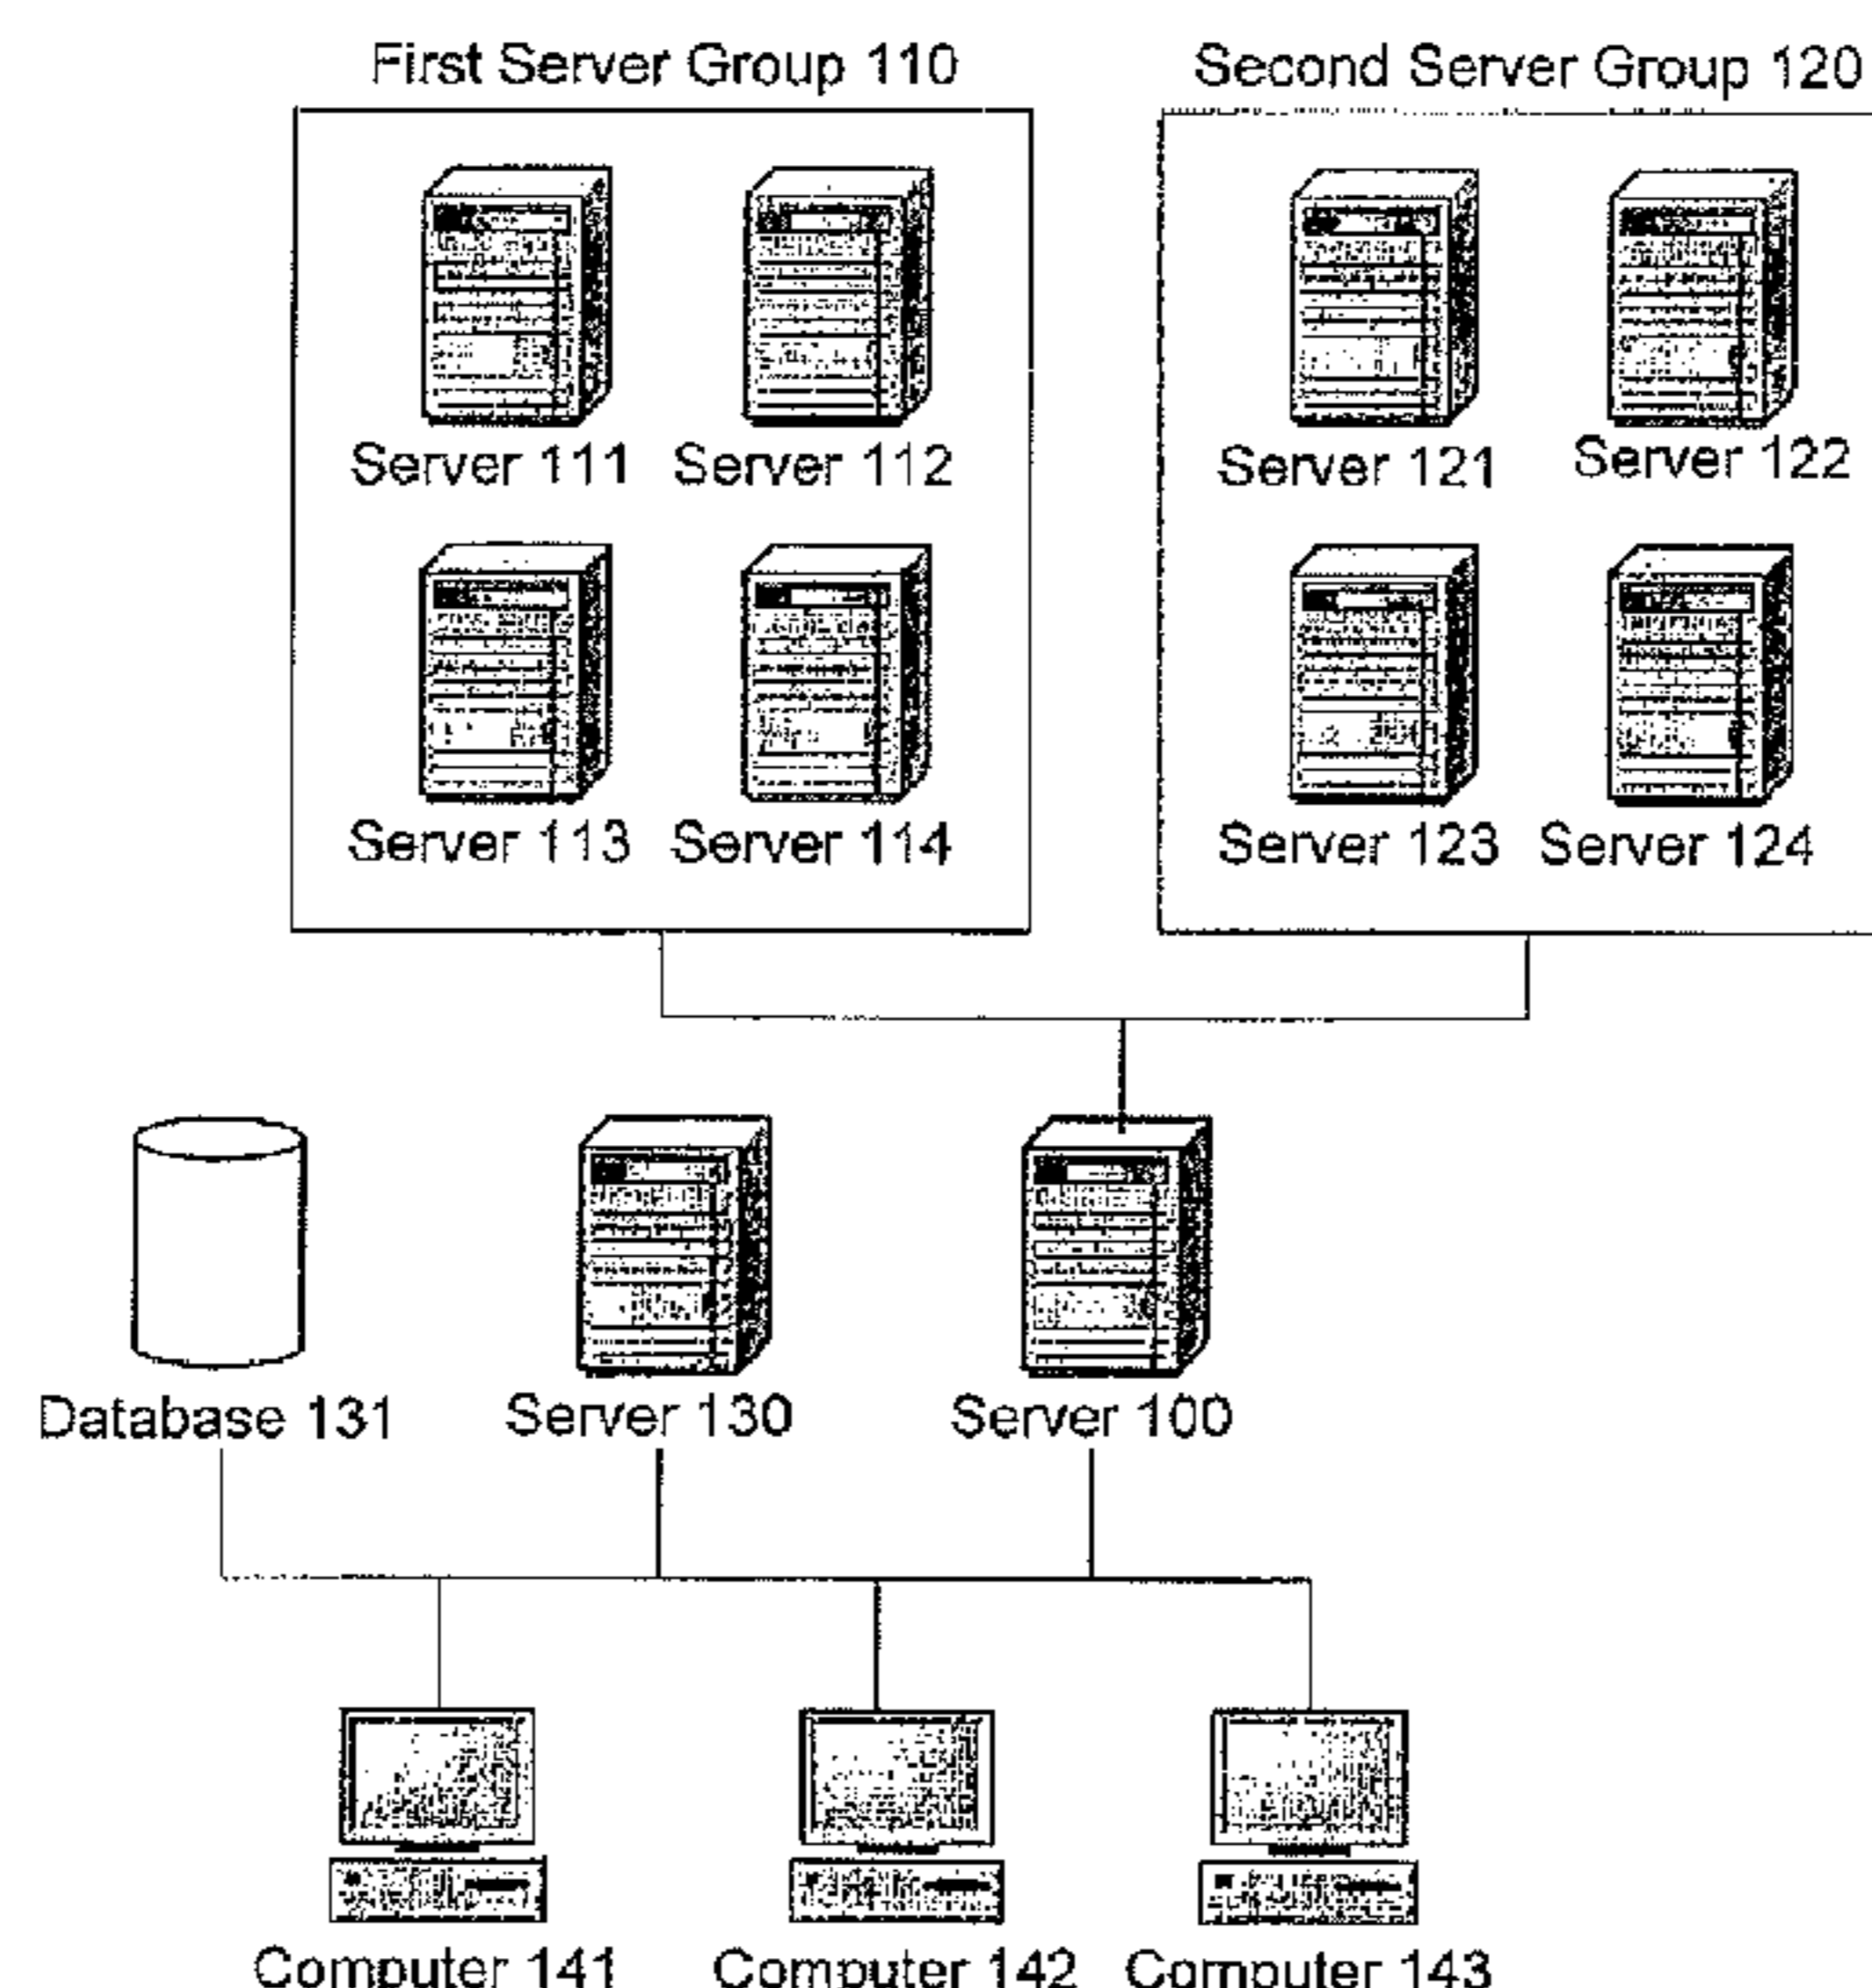 First Server Group 110
Second Server Group 120
Server 111
Server 112
Server 121
Server 122
Server 113
Server 114
Server 123
Server 124
Database 131
Server 130
Server 100
Computer 141
Computer 142
Computer 143